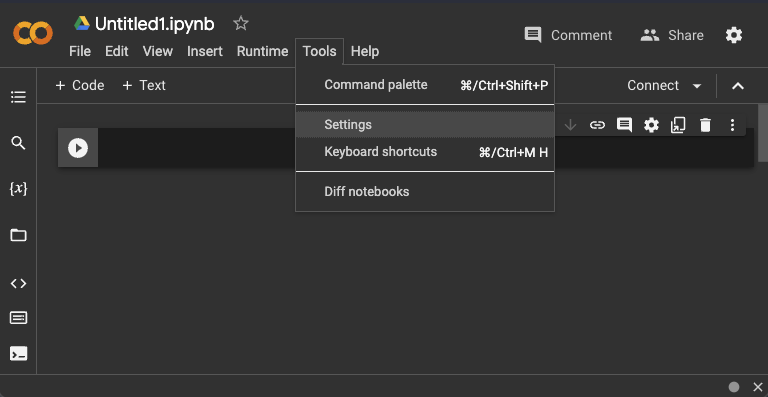 Untitled1.ipynb
File Edit View Insert Runtime Tools Help
Comment Share
+ Code + Text
Connect
Command palette ⌘/Ctrl+Shift+P
Settings
Keyboard shortcuts ⌘/Ctrl+M H
Diff notebooks
{x}